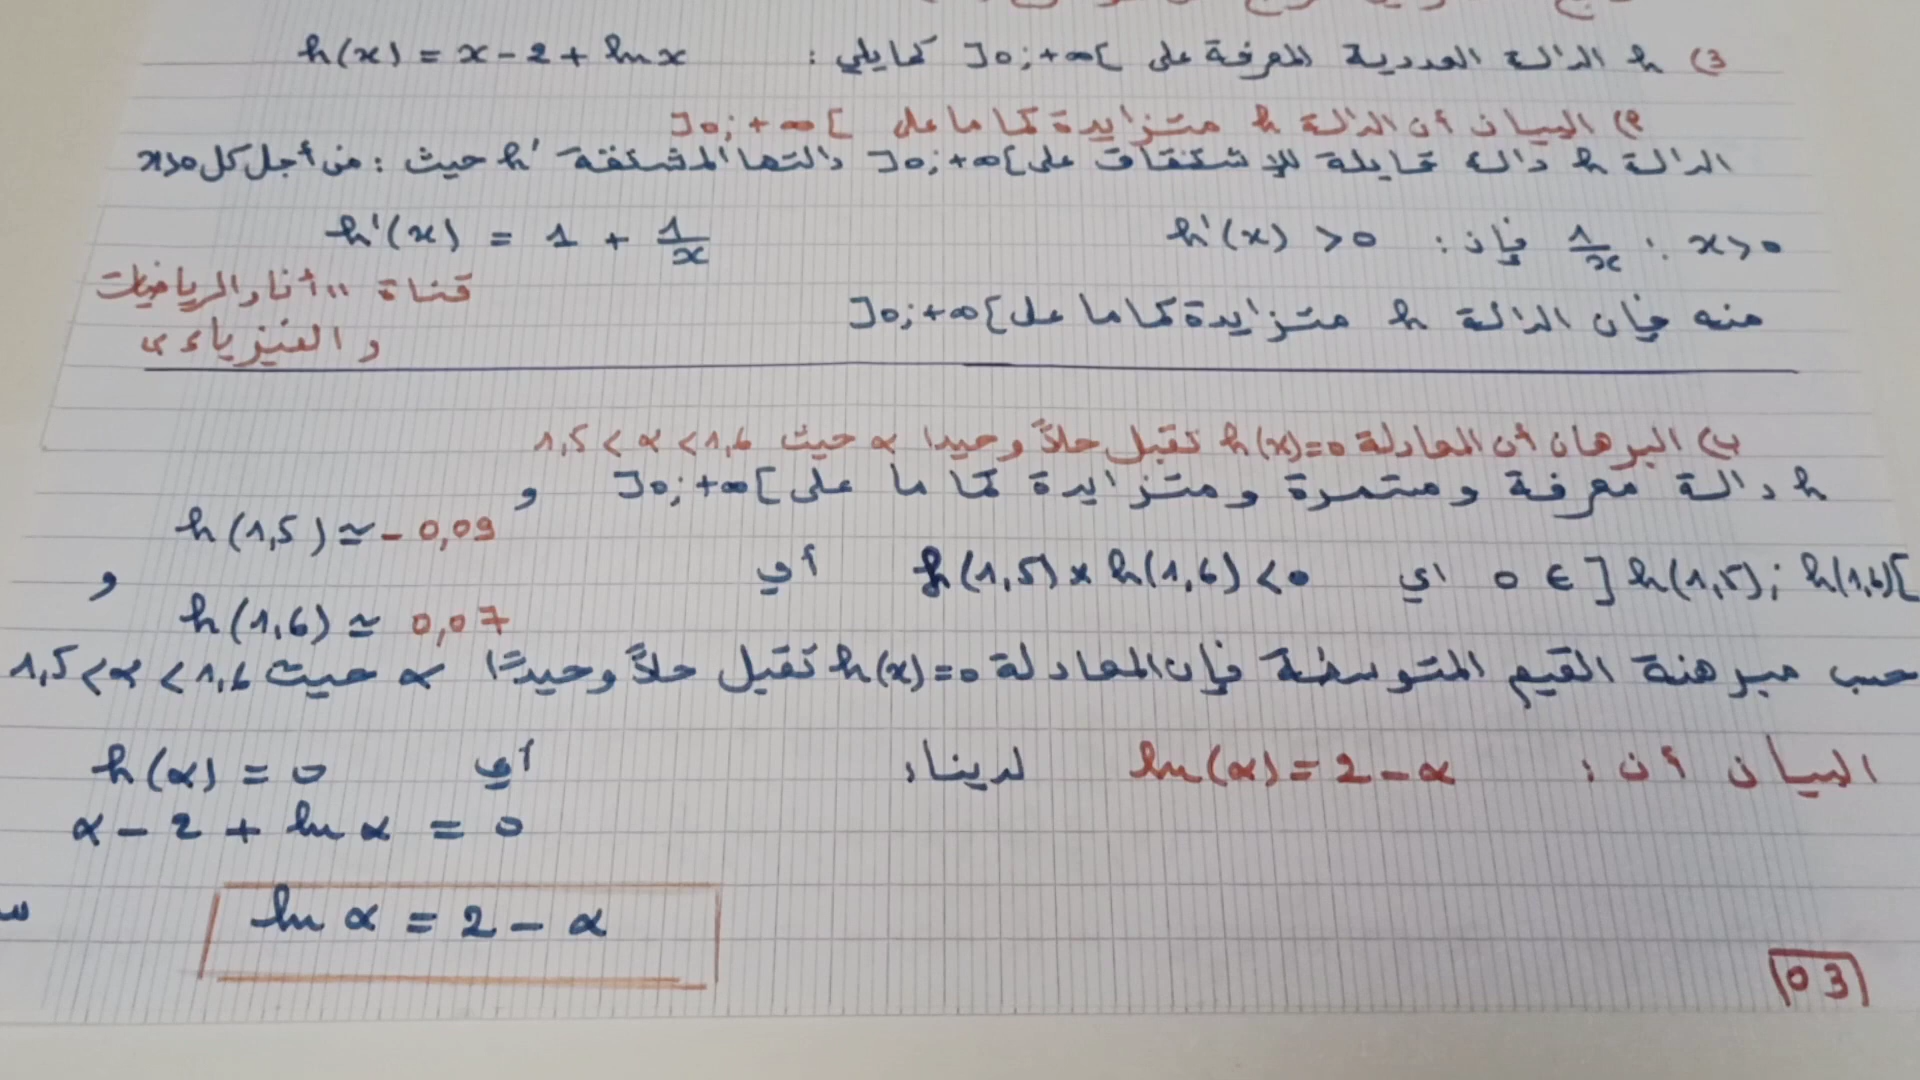 3) h الدالة العددية المعرفة على ]0;+∞[ كمايلي : h(x) = x - 2 + ln x
أ) البيان أن الدالة h متزايدة تماما على ]0;+∞[
الدالة h دالة قابلة للإشتقاق على ]0;+∞[ دالتها المشتقة h' حيث : من أجل كل x>0
h'(x) = 1 + 1/x
x>0 : 1/x فإن : h'(x) >0
قناة "أنا والرياضيات
والفيزياء"
منه فإن الدالة h متزايدة تماما على ]0;+∞[
ب) البرهان أن المعادلة h(x)=0 تقبل حلاً وحيدا α حيث 1,5<α<1,6
h دالة معرفة ومستمرة ومتزايدة تماما على ]0;+∞[ و
h(1,5) ≃ - 0,09
و
h(1,6) ≃ 0,07
0 ∈ ]h(1,5); h(1,6)[ اي h(1,5)×h(1,6)<0 أي
حسب مبرهنة القيم المتوسطة فإن المعادلة h(x)=0 تقبل حلاً وحيدًا α حيث 1,5<α<1,6
البيان أن : ln(α)=2-α لدينا: h(α) = 0 أي
α - 2 + ln α = 0
ln α = 2 - α
03